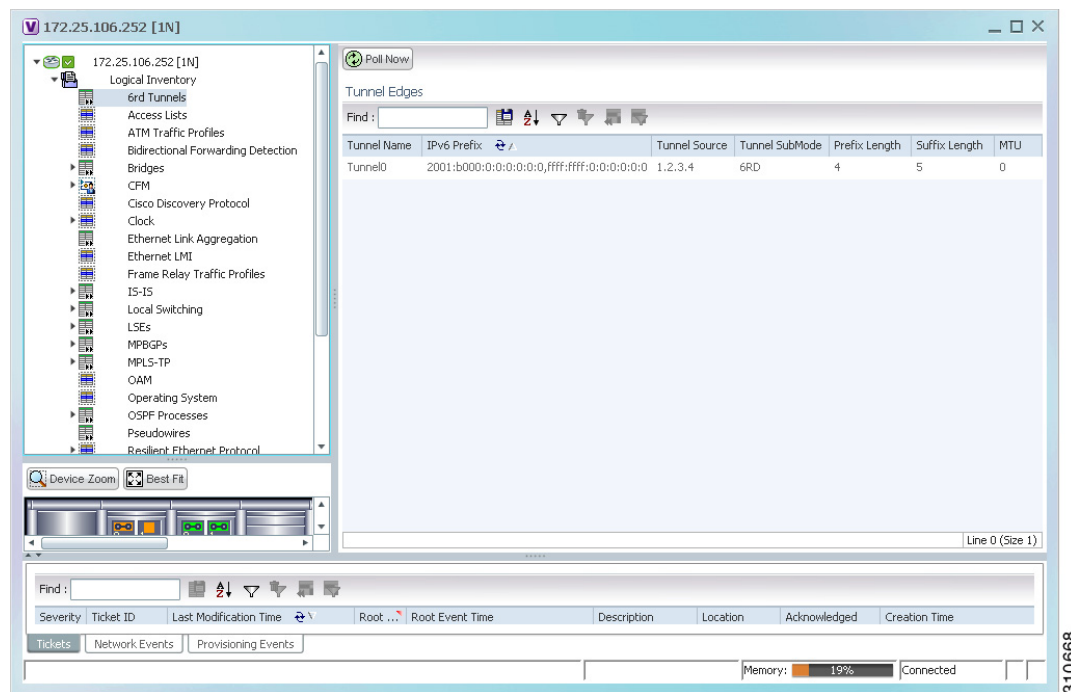 172.25.106.252 [1N]
172.25.106.252 [1N]
Logical Inventory
6rd Tunnels
Access Lists
ATM Traffic Profiles
Bidirectional Forwarding Detection
Bridges
CFM
Cisco Discovery Protocol
Clock
Ethernet Link Aggregation
Ethernet LMI
Frame Relay Traffic Profiles
IS-IS
Local Switching
LSEs
MPBGPs
MPLS-TP
OAM
Operating System
OSPF Processes
Pseudowires
Resilient Ethernet Protocol
Device Zoom Best Fit
Poll Now
Tunnel Edges
Find :
Tunnel Name IPv6 Prefix Tunnel Source Tunnel SubMode Prefix Length Suffix Length MTU
Tunnel0 2001:b000:0:0:0:0:0:0,ffff:ffff:0:0:0:0:0:0 1.2.3.4 6RD 4 5 0
Line 0 (Size 1)
Find :
Severity Ticket ID Last Modification Time Root ... Root Event Time Description Location Acknowledged Creation Time
Tickets Network Events Provisioning Events
Memory: 19% Connected
310668